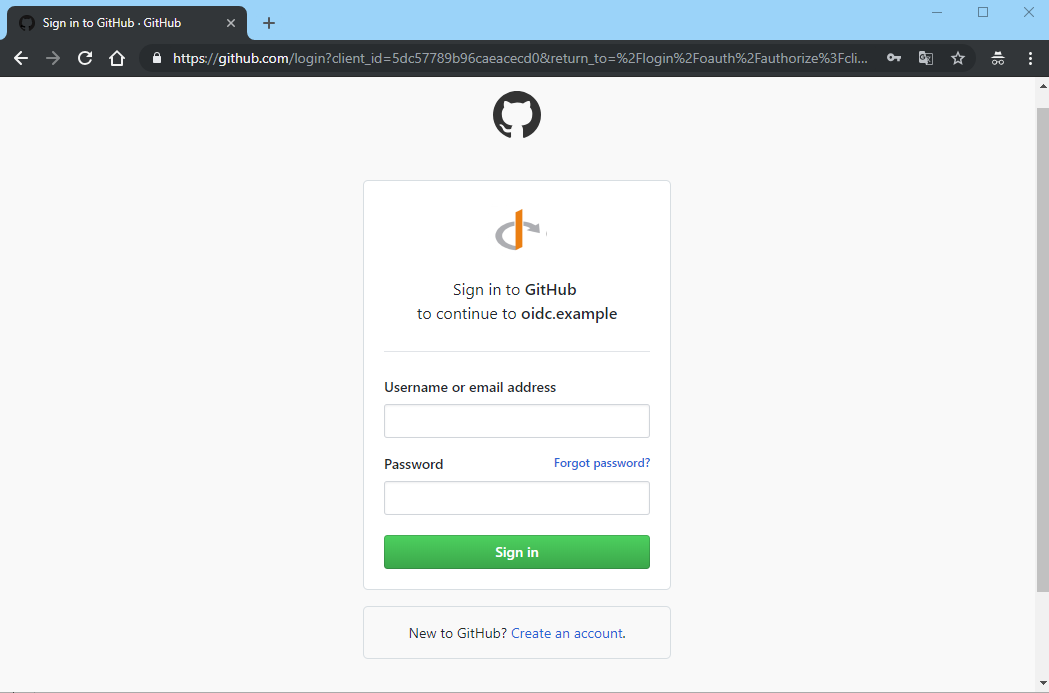 Sign in to GitHub · GitHub
https://github.com/login?client_id=5dc57789b96caeacecd0&return_to=%2Flogin%2Foauth%2Fauthorize%3Fcli...
Sign in to GitHub
to continue to oidc.example
Username or email address
Password
Forgot password?
Sign in
New to GitHub? Create an account.